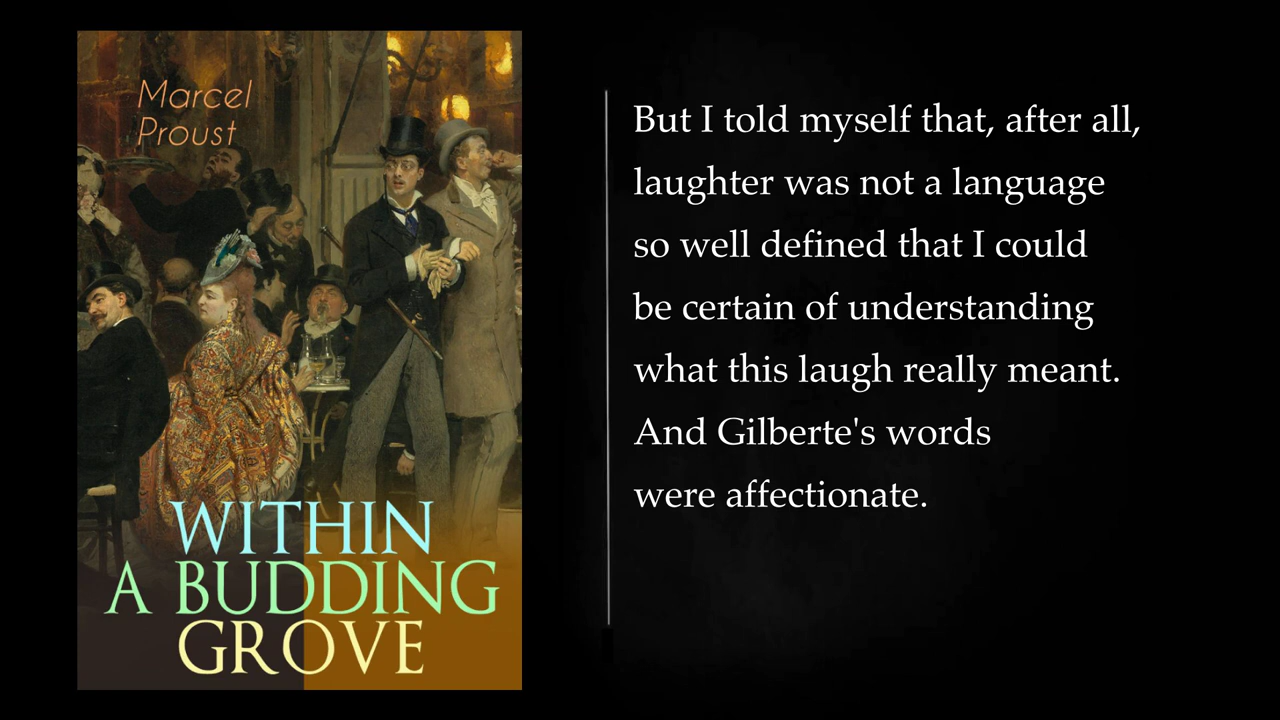 Marcel
Proust
WITHIN
A BUDDING
GROVE
But I told myself that, after all,
laughter was not a language
so well defined that I could
be certain of understanding
what this laugh really meant.
And Gilberte's words
were affectionate.